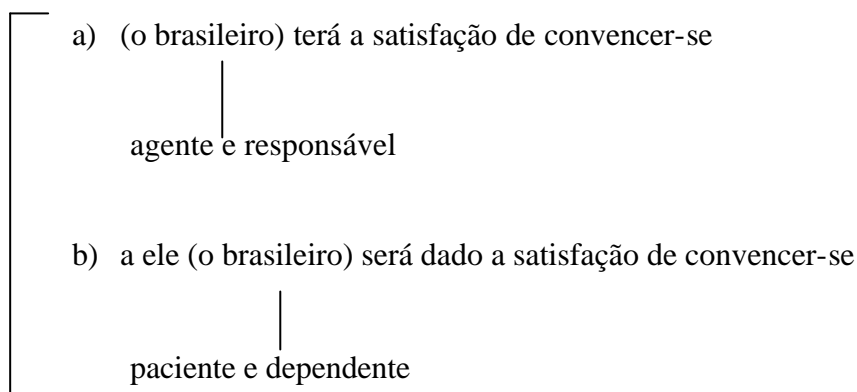 a) (o brasileiro) terá a satisfação de convencer-se
agente e responsável
b) a ele (o brasileiro) será dado a satisfação de convencer-se
paciente e dependente